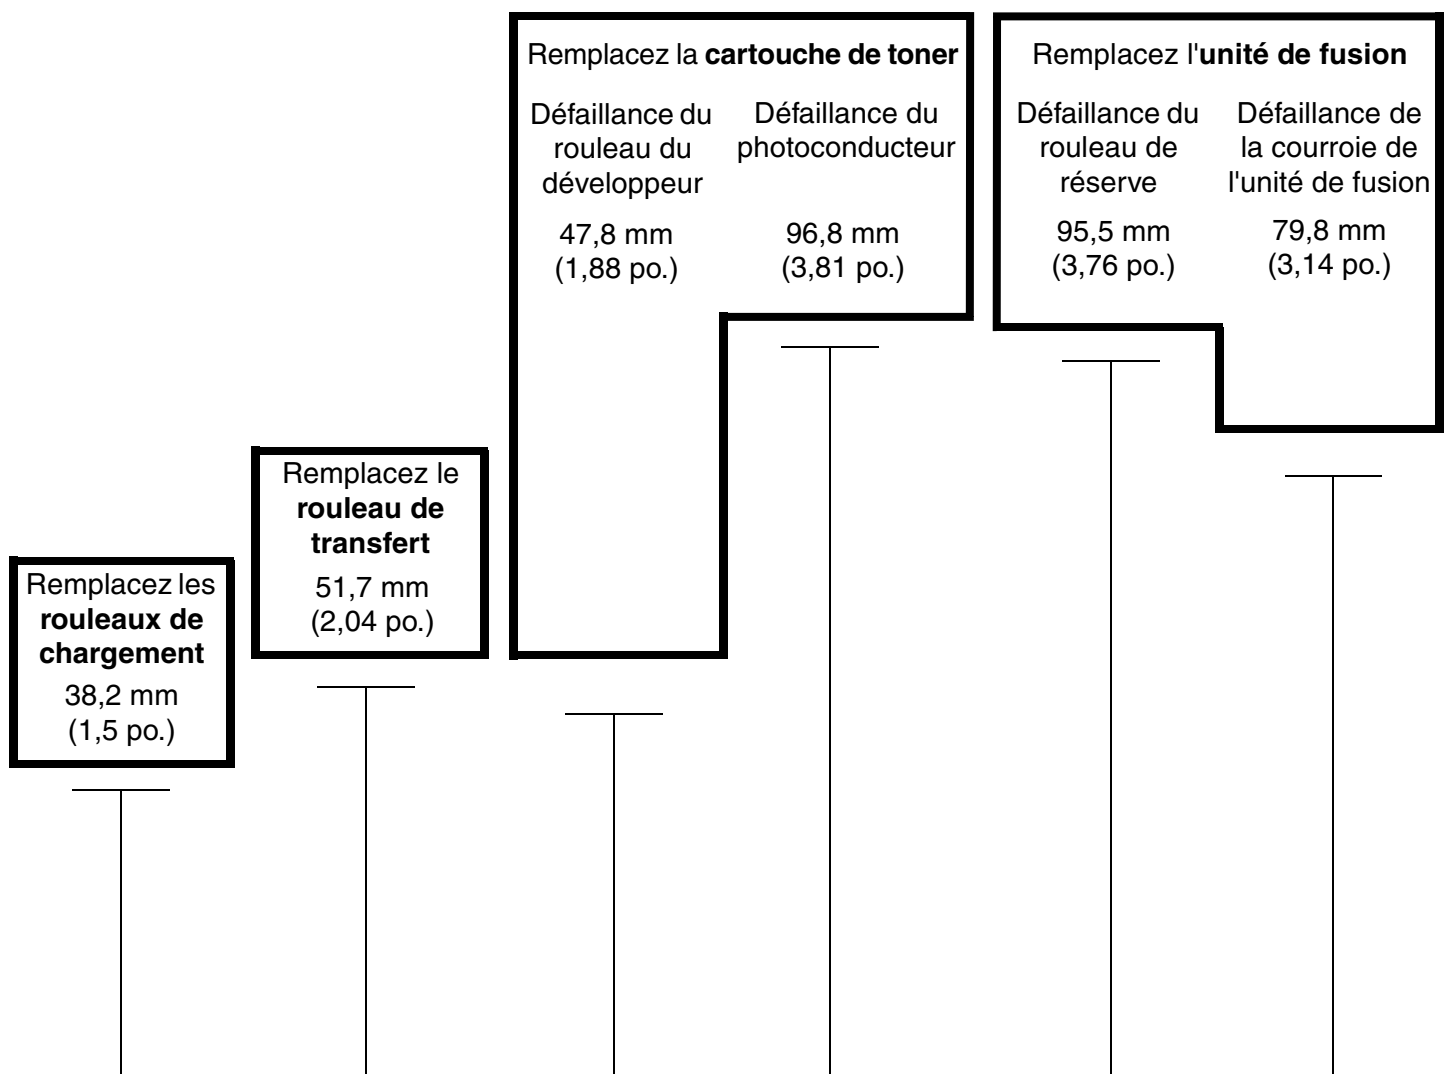 Remplacez la cartouche de toner
Défaillance du
rouleau du
développeur
47,8 mm
(1,88 po.)
Défaillance du
photoconducteur
96,8 mm
(3,81 po.)
Remplacez l'unité de fusion
Défaillance du
rouleau de
réserve
95,5 mm
(3,76 po.)
Défaillance de
la courroie de
l'unité de fusion
79,8 mm
(3,14 po.)
Remplacez le
rouleau de
transfert
51,7 mm
(2,04 po.)
Remplacez les
rouleaux de
chargement
38,2 mm
(1,5 po.)